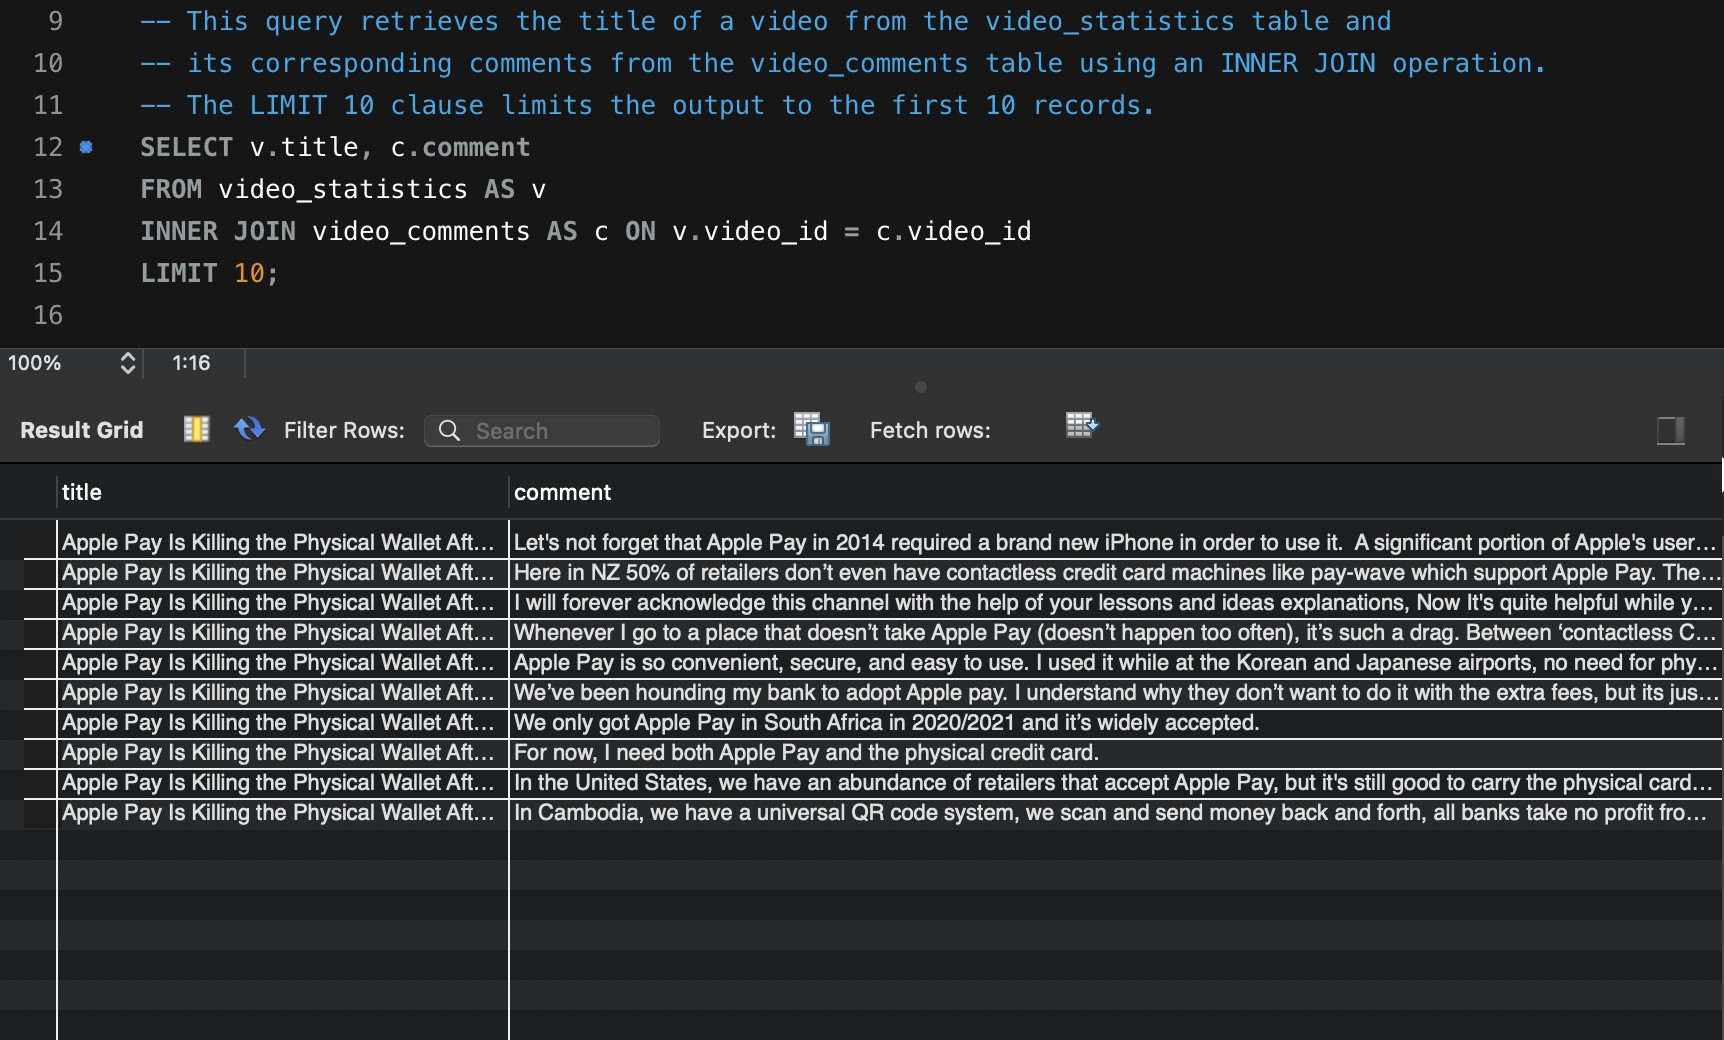 9 -- This query retrieves the title of a video from the video_statistics table and
10 -- its corresponding comments from the video_comments table using an INNER JOIN operation.
11 -- The LIMIT 10 clause limits the output to the first 10 records.
12 SELECT v.title, c.comment
13 FROM video_statistics AS v
14 INNER JOIN video_comments AS c ON v.video_id = c.video_id
15 LIMIT 10;
16
100% 1:16
Result Grid Filter Rows: Search Export: Fetch rows:
title comment
Apple Pay Is Killing the Physical Wallet Aft... Let's not forget that Apple Pay in 2014 required a brand new iPhone in order to use it.  A significant portion of Apple's user...
Apple Pay Is Killing the Physical Wallet Aft... Here in NZ 50% of retailers don’t even have contactless credit card machines like pay-wave which support Apple Pay. The...
Apple Pay Is Killing the Physical Wallet Aft... I will forever acknowledge this channel with the help of your lessons and ideas explanations, Now It's quite helpful while y...
Apple Pay Is Killing the Physical Wallet Aft... Whenever I go to a place that doesn’t take Apple Pay (doesn’t happen too often), it’s such a drag. Between ‘contactless C...
Apple Pay Is Killing the Physical Wallet Aft... Apple Pay is so convenient, secure, and easy to use. I used it while at the Korean and Japanese airports, no need for phy...
Apple Pay Is Killing the Physical Wallet Aft... We’ve been hounding my bank to adopt Apple pay. I understand why they don’t want to do it with the extra fees, but its jus...
Apple Pay Is Killing the Physical Wallet Aft... We only got Apple Pay in South Africa in 2020/2021 and it’s widely accepted.
Apple Pay Is Killing the Physical Wallet Aft... For now, I need both Apple Pay and the physical credit card.
Apple Pay Is Killing the Physical Wallet Aft... In the United States, we have an abundance of retailers that accept Apple Pay, but it's still good to carry the physical card...
Apple Pay Is Killing the Physical Wallet Aft... In Cambodia, we have a universal QR code system, we scan and send money back and forth, all banks take no profit fro...